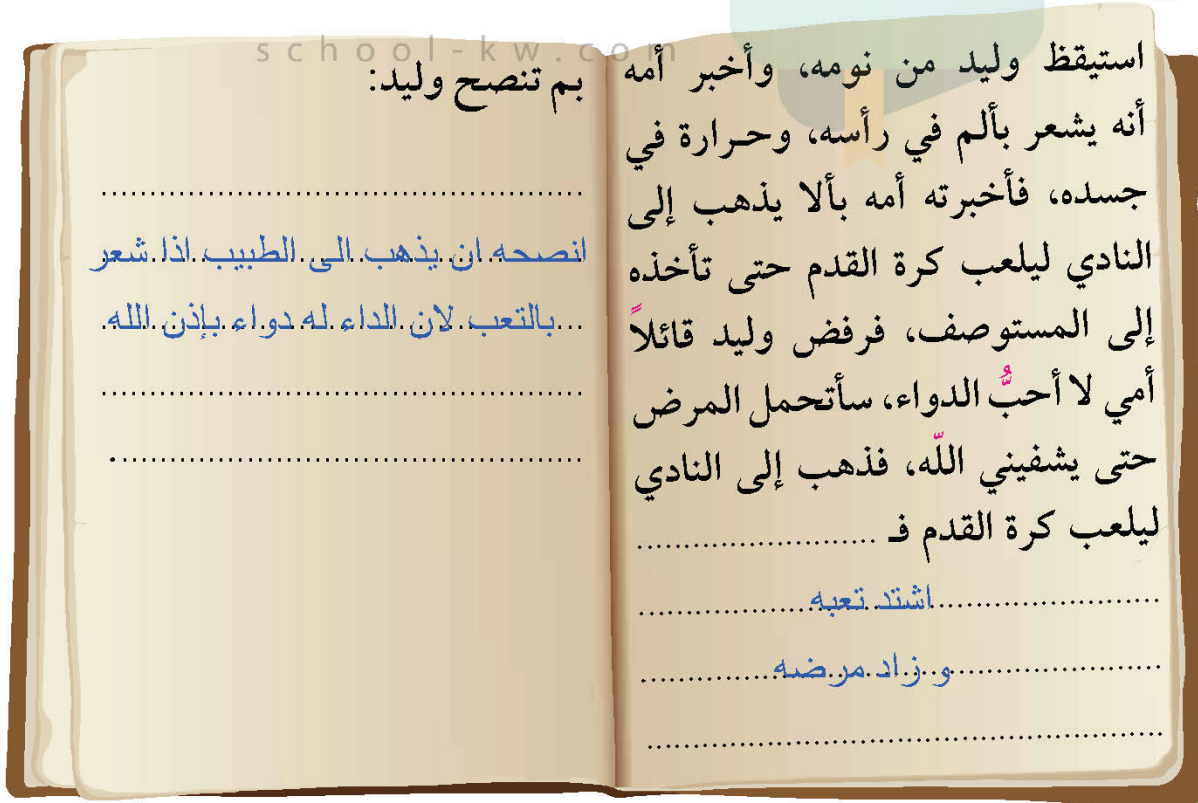 school-kw.com
استيقظ وليد من نومه، وأخبر أمه
أنه يشعر بألم في رأسه، وحرارة في
جسده، فأخبرته أمه بألا يذهب إلى
النادي ليلعب كرة القدم حتى تأخذه
إلى المستوصف، فرفض وليد قائلاً
أمي لا أحبُّ الدواء، سأتحمل المرض
حتى يشفيني اللّه، فذهب إلى النادي
ليلعب كرة القدم فـ ........................
اشتد تعبه
و زاد مرضه
بم تنصح وليد:
انصحه ان يذهب الى الطبيب اذا شعر
بالتعب لان الداء له دواء بإذن الله